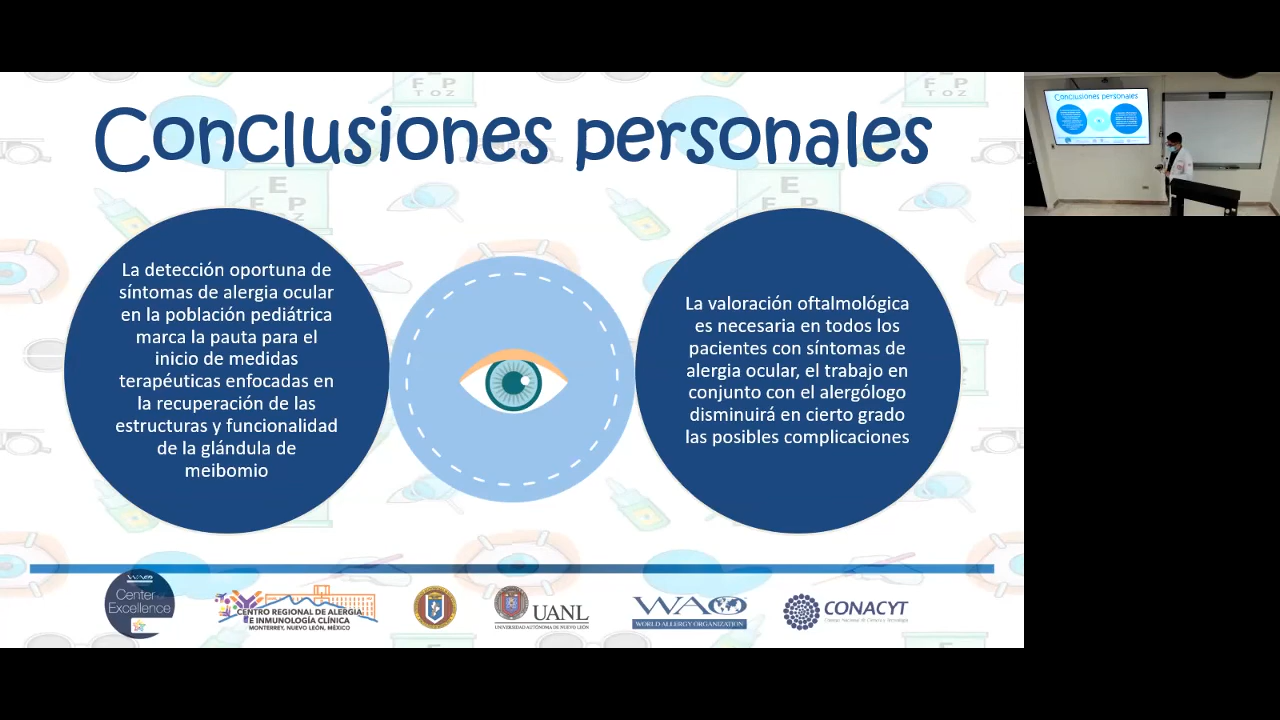 Conclusiones personales
La detección oportuna de
síntomas de alergia ocular
en la población pediátrica
marca la pauta para el
inicio de medidas
terapéuticas enfocadas en
la recuperación de las
estructuras y funcionalidad
de la glándula de
meibomio
La valoración oftalmológica
es necesaria en todos los
pacientes con síntomas de
alergia ocular, el trabajo en
conjunto con el alergólogo
disminuirá en cierto grado
las posibles complicaciones
Center
Excellence
CENTRO REGIONAL DE ALERGIA
E INMUNOLOGÍA CLÍNICA
MONTERREY, NUEVO LEÓN, MÉXICO
UANL
UNIVERSIDAD AUTÓNOMA DE NUEVO LEÓN
WAO
WORLD ALLERGY ORGANIZATION
CONACYT
Consejo Nacional de Ciencia y Tecnología
E
F P
T O Z
F P
T O Z
E
F P
T O Z
Conclusiones personales